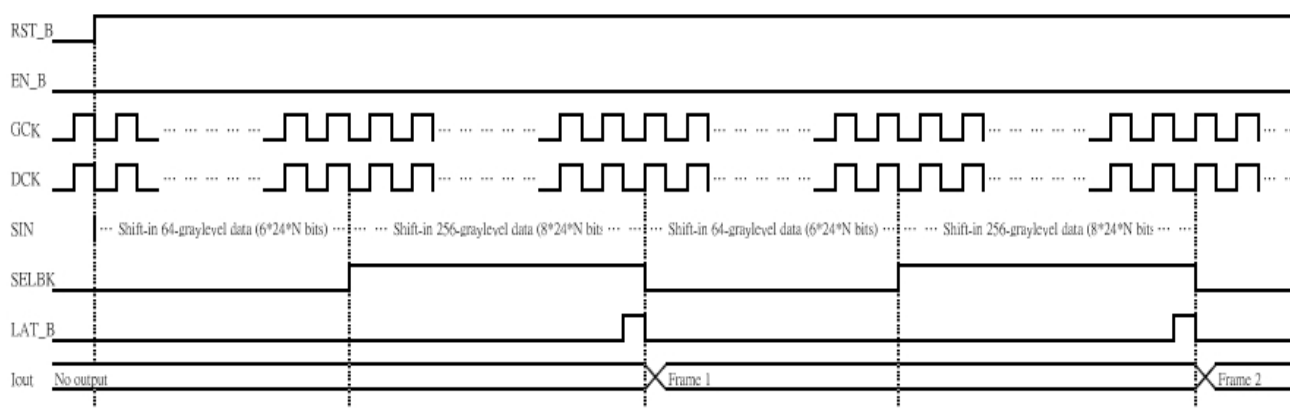 RST_B
EN_B
GCK ··· ··· ··· ··· ··· ··· ··· ··· ··· ··· ··· ··· ··· ··· ··· ··· ··· ··· ··· ···
DCK ··· ··· ··· ··· ··· ··· ··· ··· ··· ··· ··· ··· ··· ··· ··· ··· ··· ··· ··· ···
SIN ··· Shift-in 64-graylevel data (6*24*N bits) ··· ··· ··· Shift-in 256-graylevel data (8*24*N bits ··· ··· ··· Shift-in 64-graylevel data (6*24*N bits) ··· ··· ··· Shift-in 256-graylevel data (8*24*N bits ··· ···
SELBK
LAT_B
Iout No output Frame 1 Frame 2